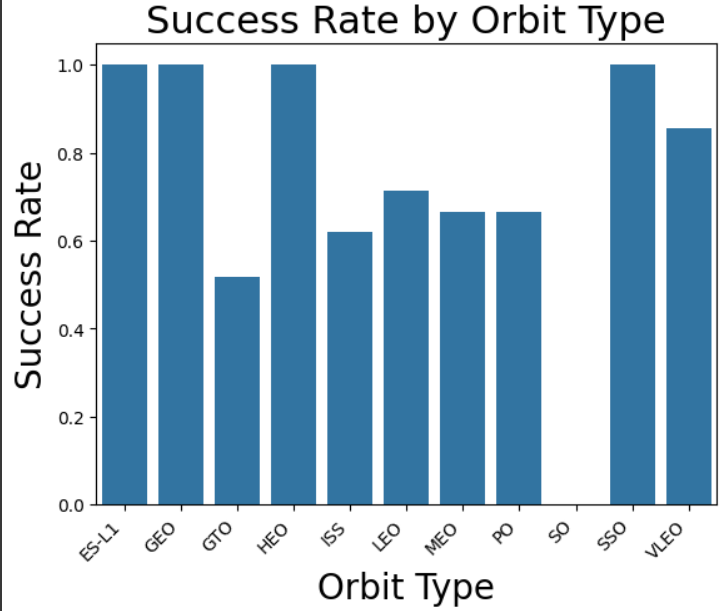 Success Rate by Orbit Type
Success Rate
1.0
0.8
0.6
0.4
0.2
0.0
ES-L1
GEO
GTO
HEO
ISS
LEO
MEO
PO
SO
SSO
VLEO
Orbit Type